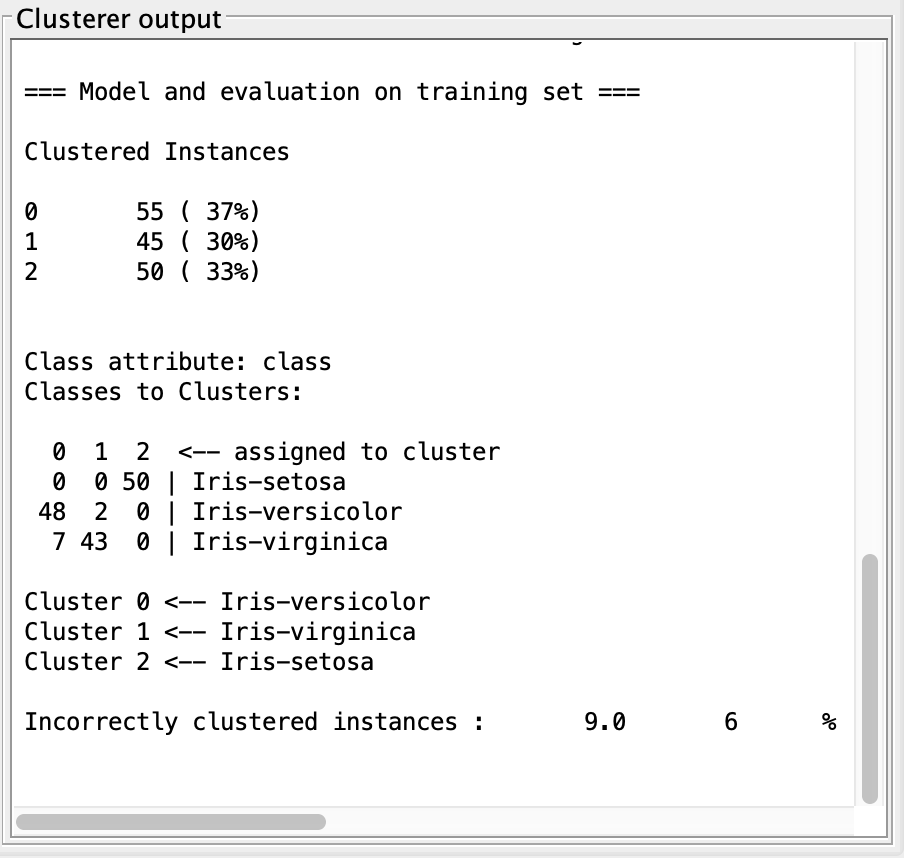 Clusterer output
=== Model and evaluation on training set ===
Clustered Instances
0       55 ( 37%)
1       45 ( 30%)
2       50 ( 33%)
Class attribute: class
Classes to Clusters:
  0  1  2  <-- assigned to cluster
  0  0 50 | Iris-setosa
 48  2  0 | Iris-versicolor
  7 43  0 | Iris-virginica
Cluster 0 <-- Iris-versicolor
Cluster 1 <-- Iris-virginica
Cluster 2 <-- Iris-setosa
Incorrectly clustered instances :       9.0       6      %